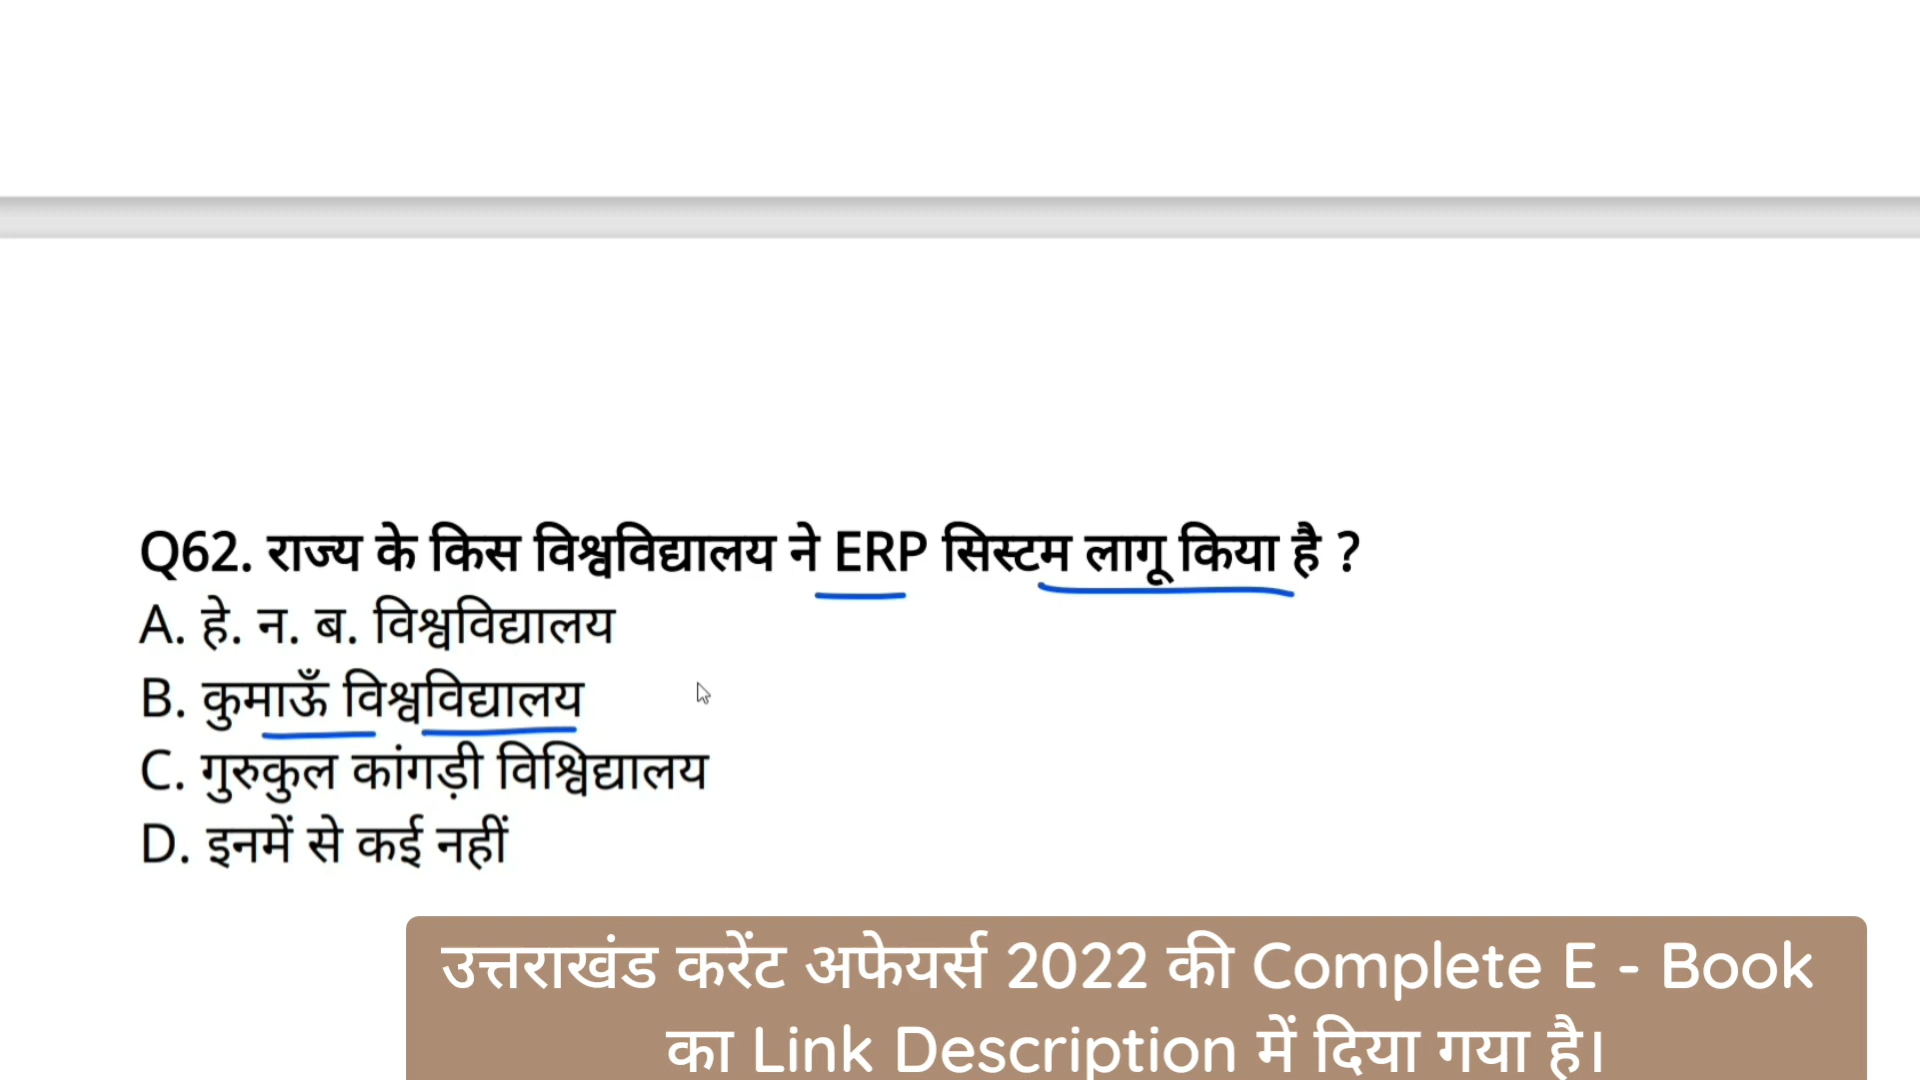 Q62. राज्य के किस विश्वविद्यालय ने ERP सिस्टम लागू किया है ?
A. हे. न. ब. विश्वविद्यालय
B. कुमाऊँ विश्वविद्यालय
C. गुरुकुल कांगड़ी विश्विद्यालय
D. इनमें से कई नहीं
उत्तराखंड करेंट अफेयर्स 2022 की Complete E - Book
का Link Description में दिया गया है।